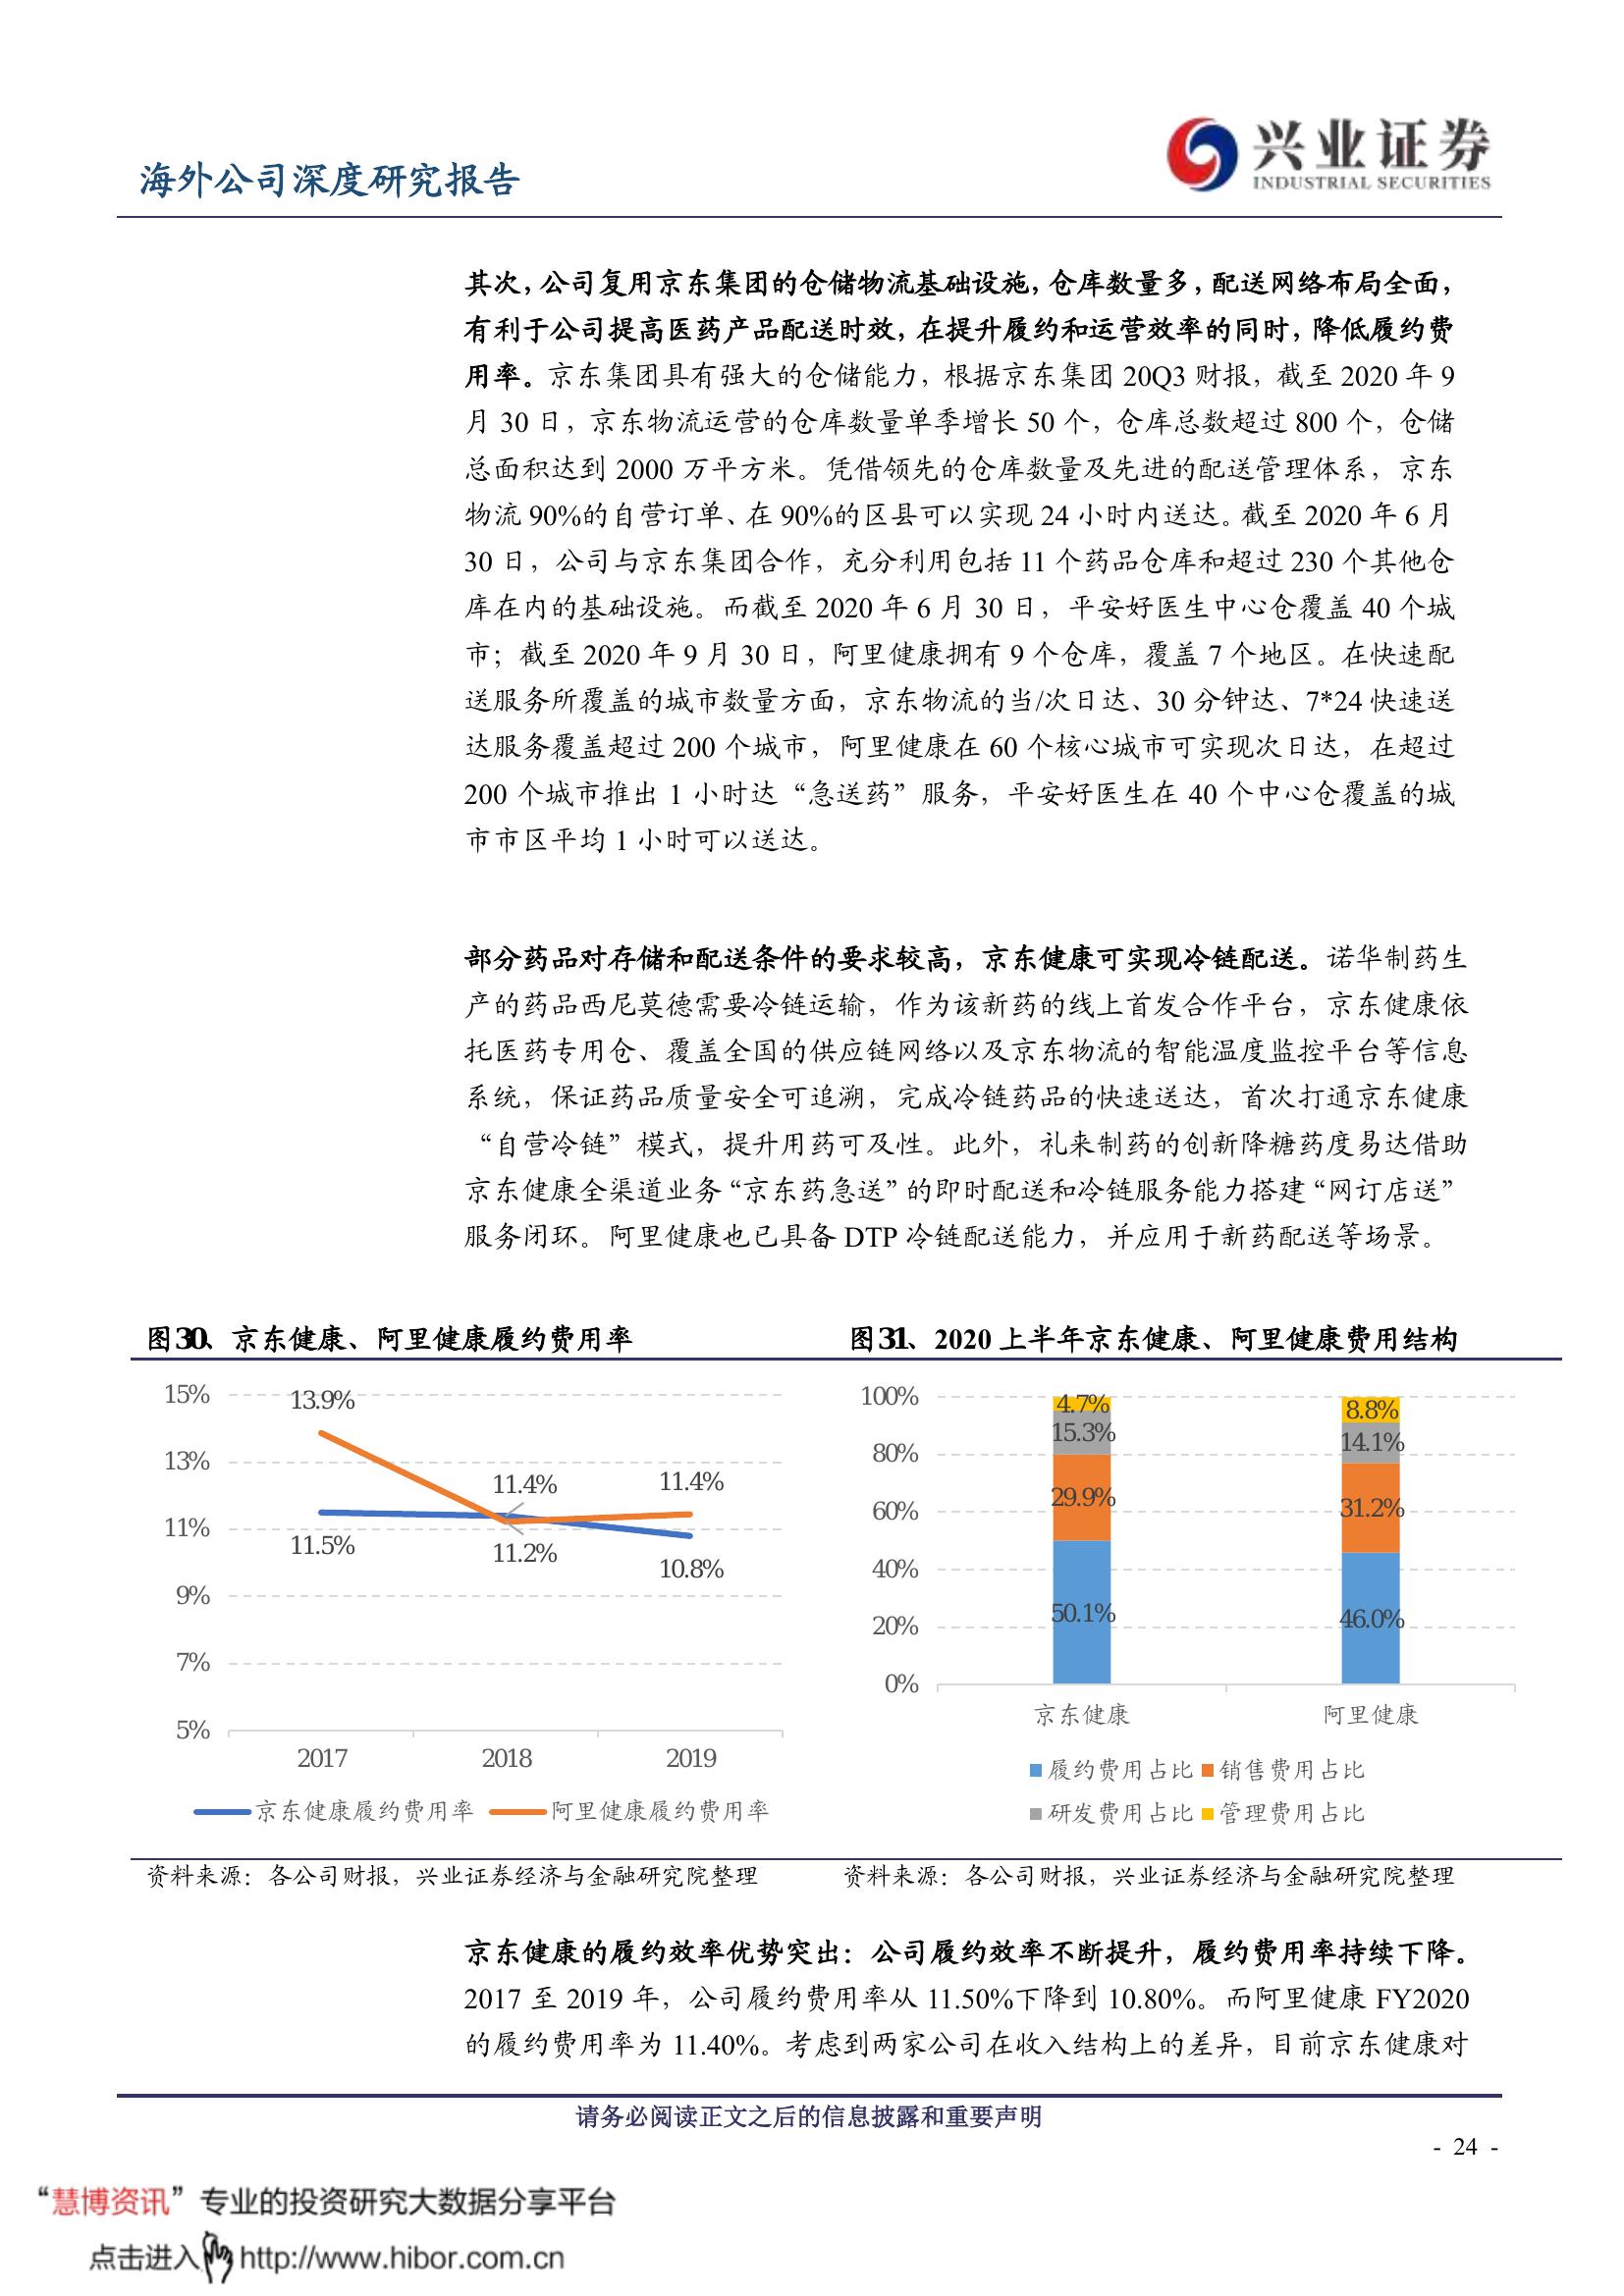 海外公司深度研究报告
兴业证券
INDUSTRIAL SECURITIES
其次，公司复用京东集团的仓储物流基础设施，仓库数量多，配送网络布局全面，
有利于公司提高医药产品配送时效，在提升履约和运营效率的同时，降低履约费
用率。京东集团具有强大的仓储能力，根据京东集团 20Q3 财报，截至 2020 年 9
月 30 日，京东物流运营的仓库数量单季增长 50 个，仓库总数超过 800 个，仓储
总面积达到 2000 万平方米。凭借领先的仓库数量及先进的配送管理体系，京东
物流 90%的自营订单、在 90%的区县可以实现 24 小时内送达。截至 2020 年 6 月
30 日，公司与京东集团合作，充分利用包括 11 个药品仓库和超过 230 个其他仓
库在内的基础设施。而截至 2020 年 6 月 30 日，平安好医生中心仓覆盖 40 个城
市；截至 2020 年 9 月 30 日，阿里健康拥有 9 个仓库，覆盖 7 个地区。在快速配
送服务所覆盖的城市数量方面，京东物流的当/次日达、30 分钟达、7*24 快速送
达服务覆盖超过 200 个城市，阿里健康在 60 个核心城市可实现次日达，在超过
200 个城市推出 1 小时达“急送药”服务，平安好医生在 40 个中心仓覆盖的城
市市区平均 1 小时可以送达。
部分药品对存储和配送条件的要求较高，京东健康可实现冷链配送。诺华制药生
产的药品西尼莫德需要冷链运输，作为该新药的线上首发合作平台，京东健康依
托医药专用仓、覆盖全国的供应链网络以及京东物流的智能温度监控平台等信息
系统，保证药品质量安全可追溯，完成冷链药品的快速送达，首次打通京东健康
“自营冷链”模式，提升用药可及性。此外，礼来制药的创新降糖药度易达借助
京东健康全渠道业务“京东药急送”的即时配送和冷链服务能力搭建“网订店送”
服务闭环。阿里健康也已具备 DTP 冷链配送能力，并应用于新药配送等场景。
图30、京东健康、阿里健康履约费用率
15%
13%
11%
9%
7%
5%
13.9%
11.5%
11.4%
11.2%
11.4%
10.8%
2017 2018 2019
京东健康履约费用率 阿里健康履约费用率
资料来源：各公司财报，兴业证券经济与金融研究院整理
图31、2020 上半年京东健康、阿里健康费用结构
100%
80%
60%
40%
20%
0%
4.7%
15.3%
29.9%
50.1%
8.8%
14.1%
31.2%
46.0%
京东健康 阿里健康
履约费用占比 销售费用占比
研发费用占比 管理费用占比
资料来源：各公司财报，兴业证券经济与金融研究院整理
京东健康的履约效率优势突出：公司履约效率不断提升，履约费用率持续下降。
2017 至 2019 年，公司履约费用率从 11.50%下降到 10.80%。而阿里健康 FY2020
的履约费用率为 11.40%。考虑到两家公司在收入结构上的差异，目前京东健康对
请务必阅读正文之后的信息披露和重要声明
- 24 -
“慧博资讯”专业的投资研究大数据分享平台
点击进入 http://www.hibor.com.cn